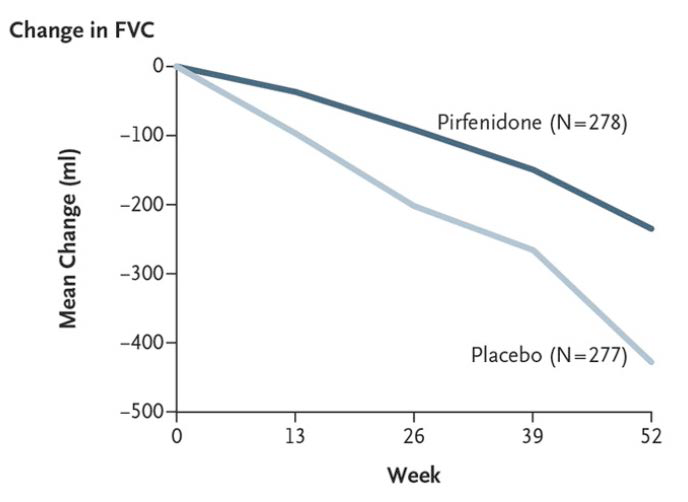 Change in FVC
0
−100
−200
−300
−400
−500
Mean Change (ml)
Pirfenidone (N=278)
Placebo (N=277)
0 13 26 39 52
Week